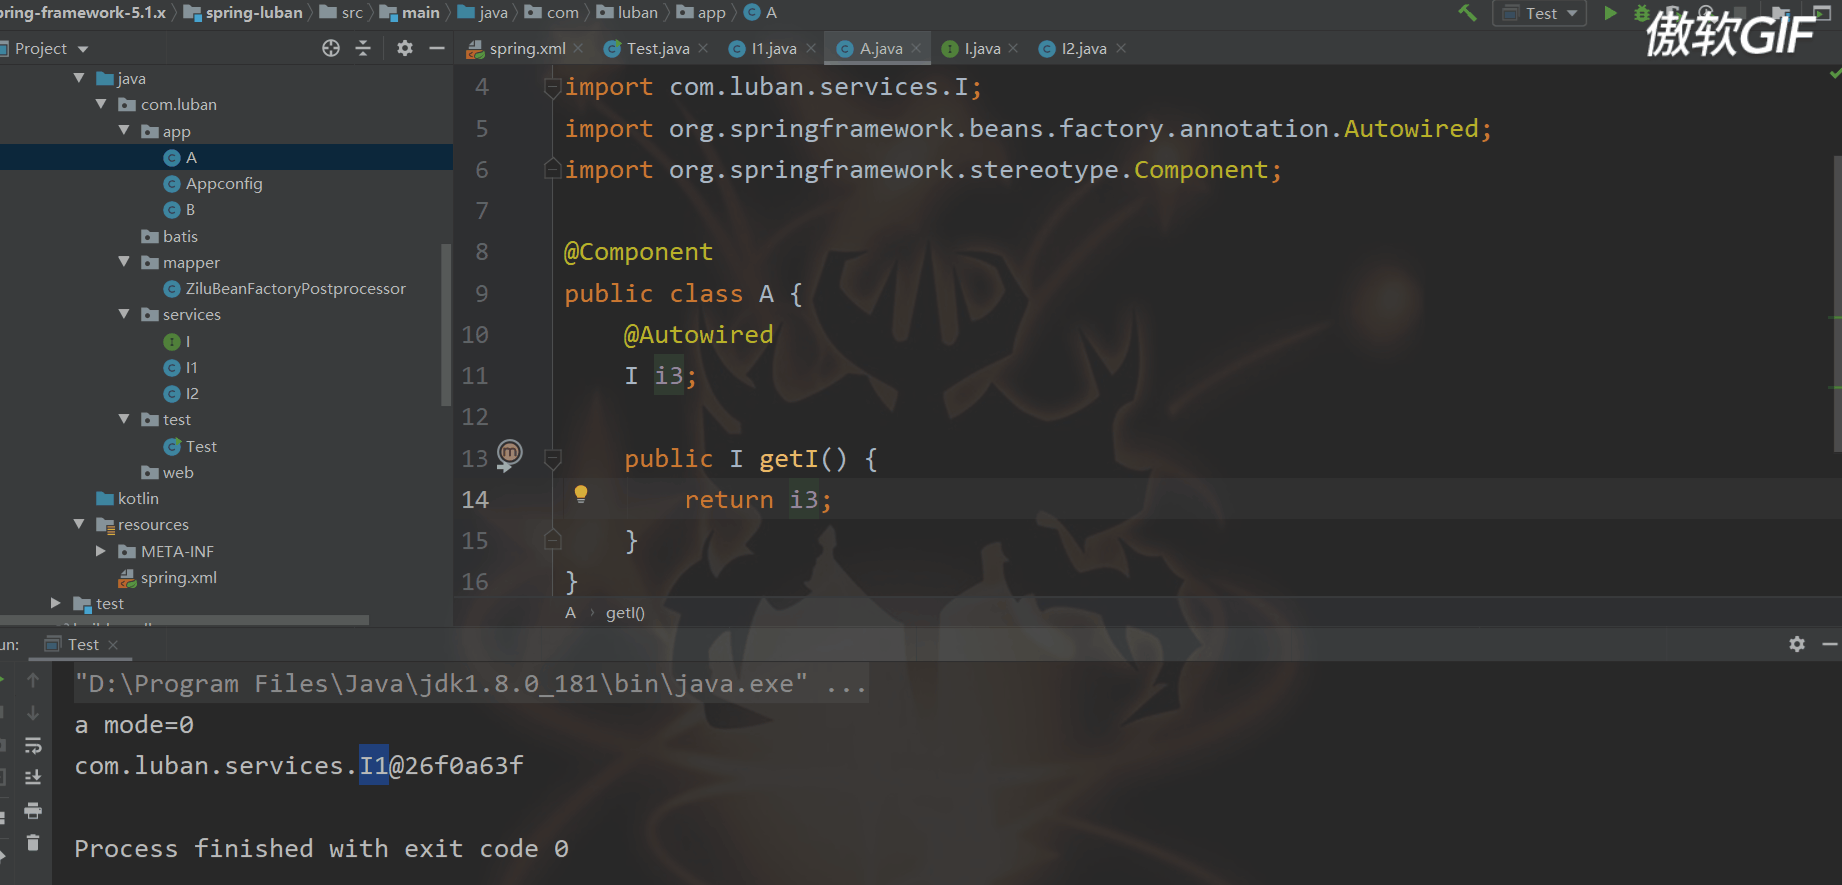 pring-framework-5.1.x spring-luban src main java com luban app A
Test
傲软GIF
Project
spring.xml Test.java I1.java A.java I.java I2.java
java
com.luban
app
A
Appconfig
B
batis
mapper
ZiluBeanFactoryPostprocessor
services
I
I1
I2
test
Test
web
kotlin
resources
META-INF
spring.xml
test
4 import com.luban.services.I;
5 import org.springframework.beans.factory.annotation.Autowired;
6 import org.springframework.stereotype.Component;
7
8 @Component
9 public class A {
10 @Autowired
11 I i3;
12
13 public I getI() {
14 return i3;
15 }
16 }
A getI()
un: Test
"D:\Program Files\Java\jdk1.8.0_181\bin\java.exe" ...
a mode=0
com.luban.services.I1@26f0a63f
Process finished with exit code 0